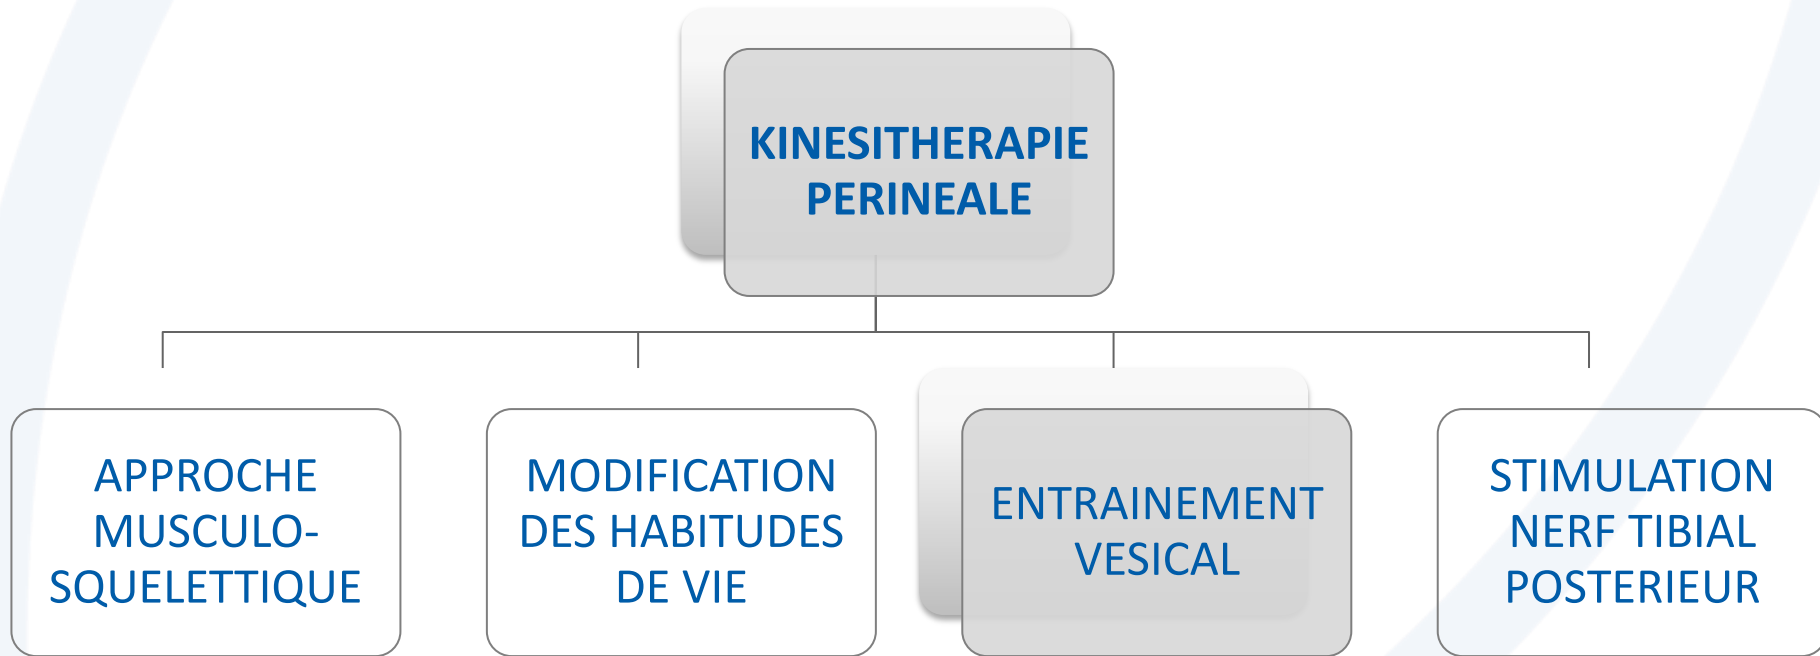 KINESITHERAPIE
PERINEALE
APPROCHE
MUSCULO-
SQUELETTIQUE
MODIFICATION
DES HABITUDES
DE VIE
ENTRAINEMENT
VESICAL
STIMULATION
NERF TIBIAL
POSTERIEUR